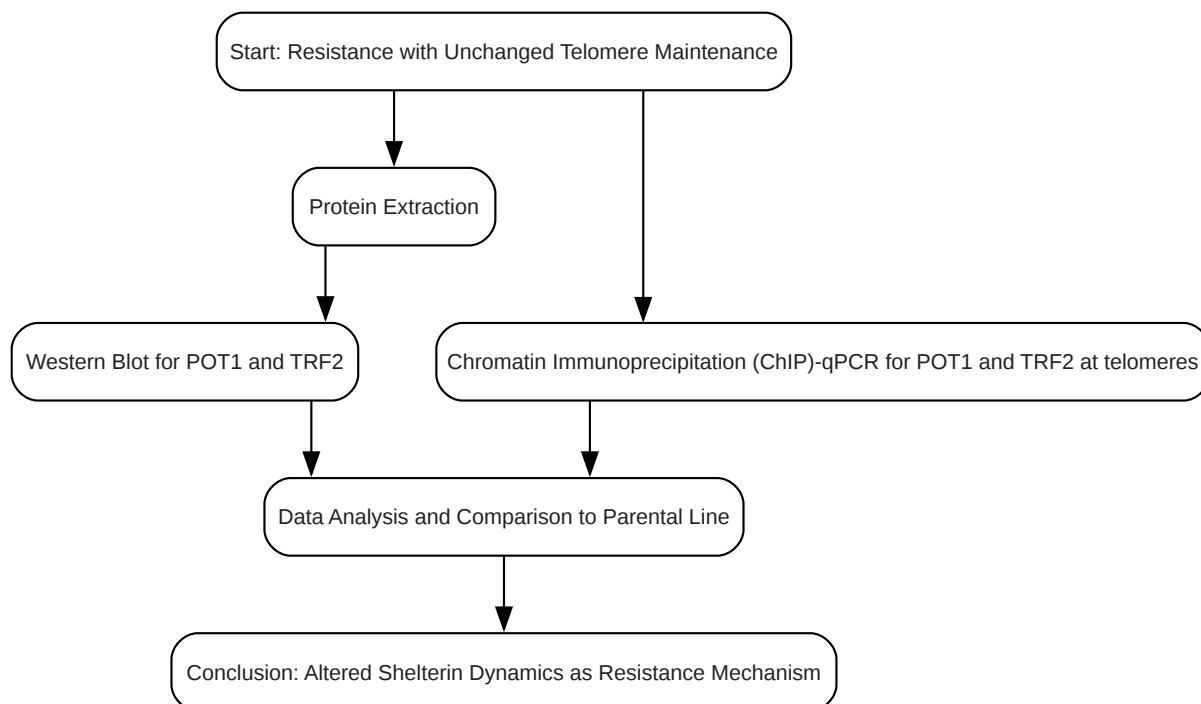 Start: Resistance with Unchanged Telomere Maintenance
Protein Extraction
Western Blot for POT1 and TRF2
Chromatin Immunoprecipitation (ChIP)-qPCR for POT1 and TRF2 at telomeres
Data Analysis and Comparison to Parental Line
Conclusion: Altered Shelterin Dynamics as Resistance Mechanism